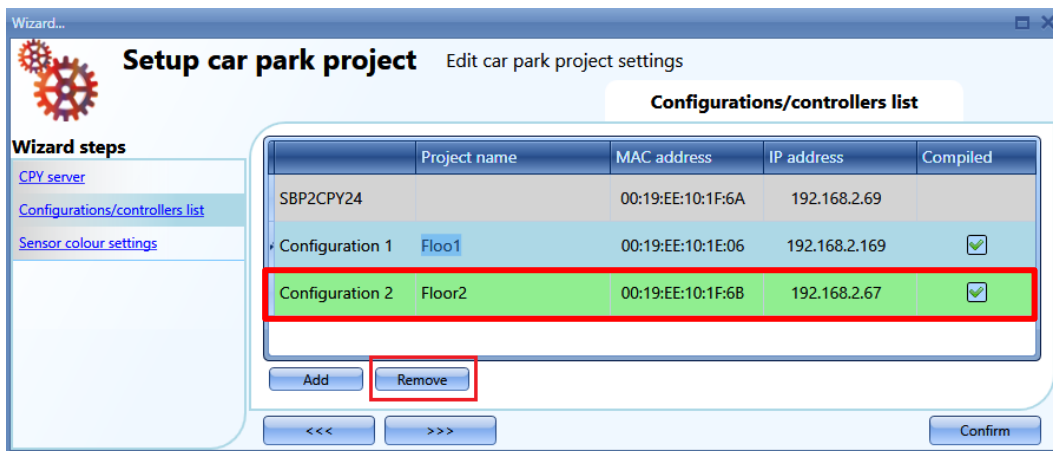 Wizard...
Setup car park project Edit car park project settings
Configurations/controllers list
Wizard steps
CPY server
Configurations/controllers list
Sensor colour settings
Project name MAC address IP address Compiled
SBP2CPY24 00:19:EE:10:1F:6A 192.168.2.69
Configuration 1 Floo1 00:19:EE:10:1E:06 192.168.2.169
Configuration 2 Floor2 00:19:EE:10:1F:6B 192.168.2.67
Add Remove
<<< >>> Confirm